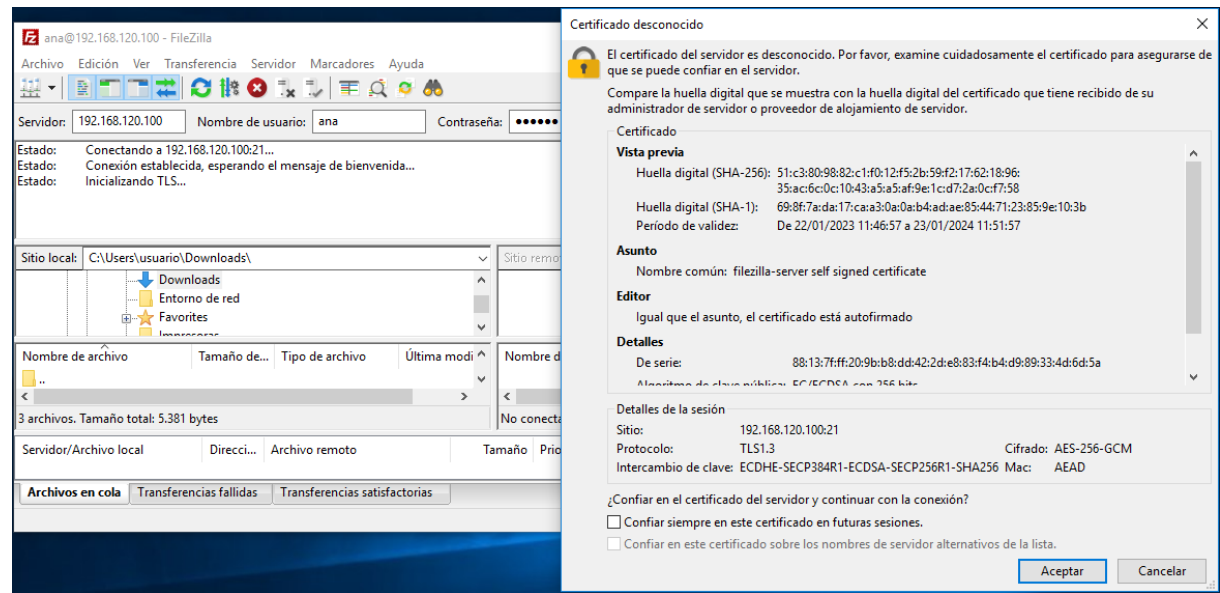 ana@192.168.120.100 - FileZilla
Archivo Edición Ver Transferencia Servidor Marcadores Ayuda
Servidor: 192.168.120.100 Nombre de usuario: ana Contraseña: ●●●●●●
Estado: Conectando a 192.168.120.100:21...
Estado: Conexión establecida, esperando el mensaje de bienvenida...
Estado: Inicializando TLS...
Sitio local: C:\Users\usuario\Downloads\ Sitio remo
Downloads
Entorno de red
Favorites
Impresoras
Nombre de archivo Tamaño de... Tipo de archivo Última modi Nombre d
..
3 archivos. Tamaño total: 5.381 bytes No conecta
Servidor/Archivo local Direcci... Archivo remoto Tamaño Prio
Archivos en cola Transferencias fallidas Transferencias satisfactorias
Certificado desconocido
El certificado del servidor es desconocido. Por favor, examine cuidadosamente el certificado para asegurarse de
que se puede confiar en el servidor.
Compare la huella digital que se muestra con la huella digital del certificado que tiene recibido de su
administrador de servidor o proveedor de alojamiento de servidor.
Certificado
Vista previa
Huella digital (SHA-256): 51:c3:80:98:82:c1:f0:12:f5:2b:59:f2:17:62:18:96:
35:ac:6c:0c:10:43:a5:a5:af:9e:1c:d7:2a:0c:f7:58
Huella digital (SHA-1): 69:8f:7a:da:17:ca:a3:0a:0a:b4:ad:ae:85:44:71:23:85:9e:10:3b
Período de validez: De 22/01/2023 11:46:57 a 23/01/2024 11:51:57
Asunto
Nombre común: filezilla-server self signed certificate
Editor
Igual que el asunto, el certificado está autofirmado
Detalles
De serie: 88:13:7f:ff:20:9b:b8:dd:42:2d:e8:83:f4:b4:d9:89:33:4d:6d:5a
Algoritmo de clave pública: EC/ECDSA con 256 bits
Detalles de la sesión
Sitio: 192.168.120.100:21
Protocolo: TLS1.3 Cifrado: AES-256-GCM
Intercambio de clave: ECDHE-SECP384R1-ECDSA-SECP256R1-SHA256 Mac: AEAD
¿Confiar en el certificado del servidor y continuar con la conexión?
Confiar siempre en este certificado en futuras sesiones.
Confiar en este certificado sobre los nombres de servidor alternativos de la lista.
Aceptar Cancelar